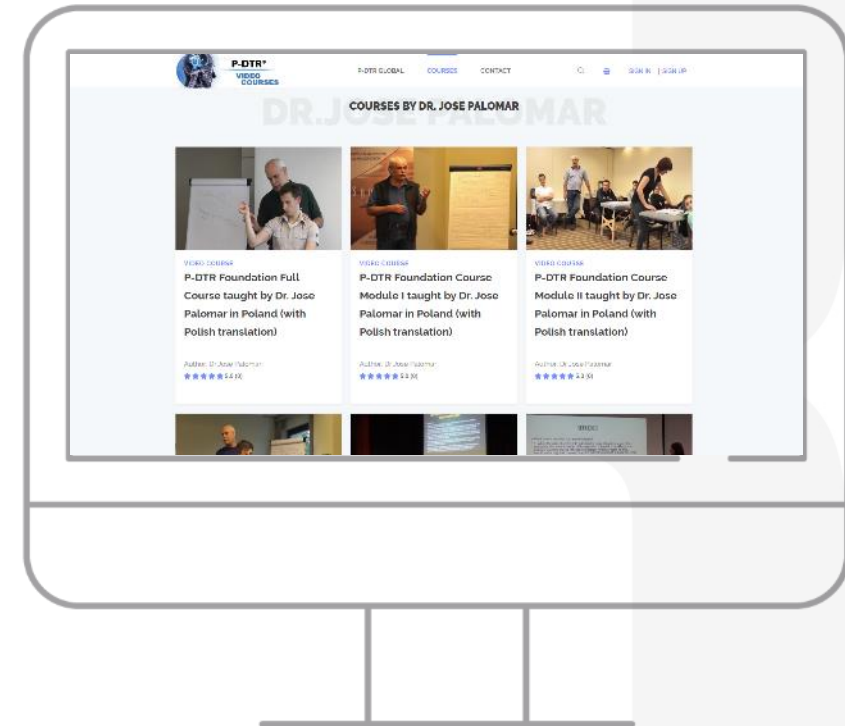 P-DTR®
VIDEO
COURSES
P-DTR GLOBAL COURSES CONTACT SIGN IN | SIGN UP
DR.JOSE PALOMAR
COURSES BY DR. JOSE PALOMAR
VIDEO COURSE
P-DTR Foundation Full
Course taught by Dr. Jose
Palomar in Poland (with
Polish translation)
Author: Dr Jose Palomar
VIDEO COURSE
P-DTR Foundation Course
Module I taught by Dr. Jose
Palomar in Poland (with
Polish translation)
Author: Dr Jose Palomar
VIDEO COURSE
P-DTR Foundation Course
Module II taught by Dr. Jose
Palomar in Poland (with
Polish translation)
Author: Dr Jose Palomar